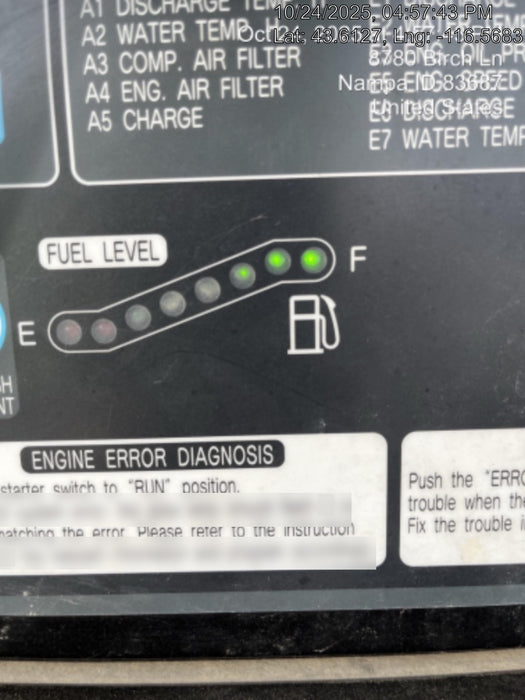 A1 DISCHARGE
A2 WATER TEMP.
A3 COMP. AIR FILTER
A4 ENG. AIR FILTER
A5 CHARGE
10/24/2025, 04:57:43 PM
Lat, 43.6127, Lng: -116.5683
8780 Birch Ln
Nampa ID 83687
United States
E6 DISCHARGE
E7 WATER TEMP
FUEL LEVEL
E
F
ENGINE ERROR DIAGNOSIS
starter switch to "RUN" position.
matching the error. Please refer to the instruction
Push the "ERRO
trouble when the
Fix the trouble i